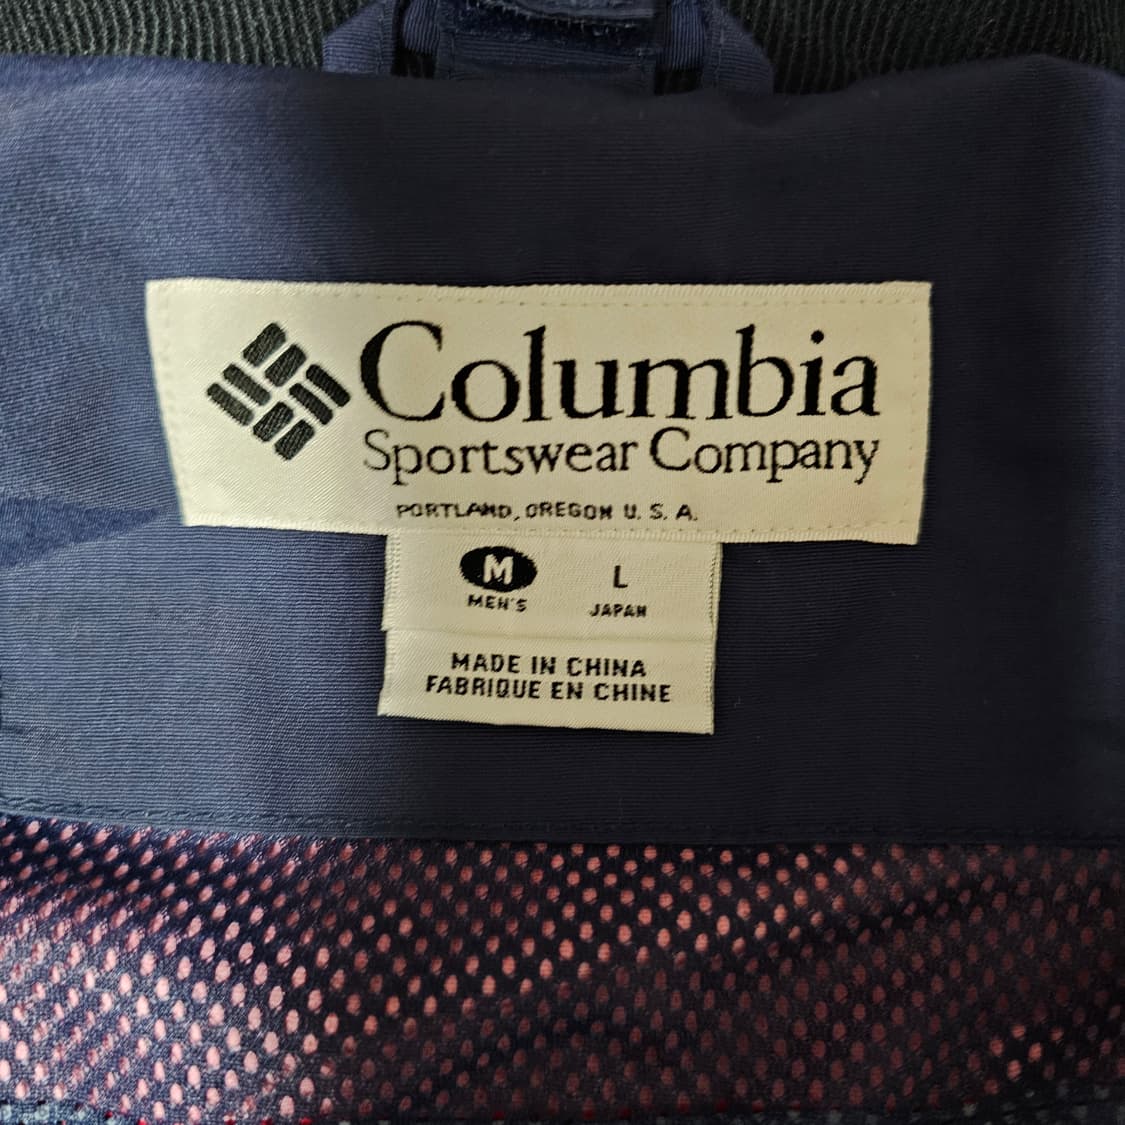 Columbia
Sportswear Company
PORTLAND, OREGON U. S. A.
M L
MEN'S JAPAN
MADE IN CHINA
FABRIQUE EN CHINE